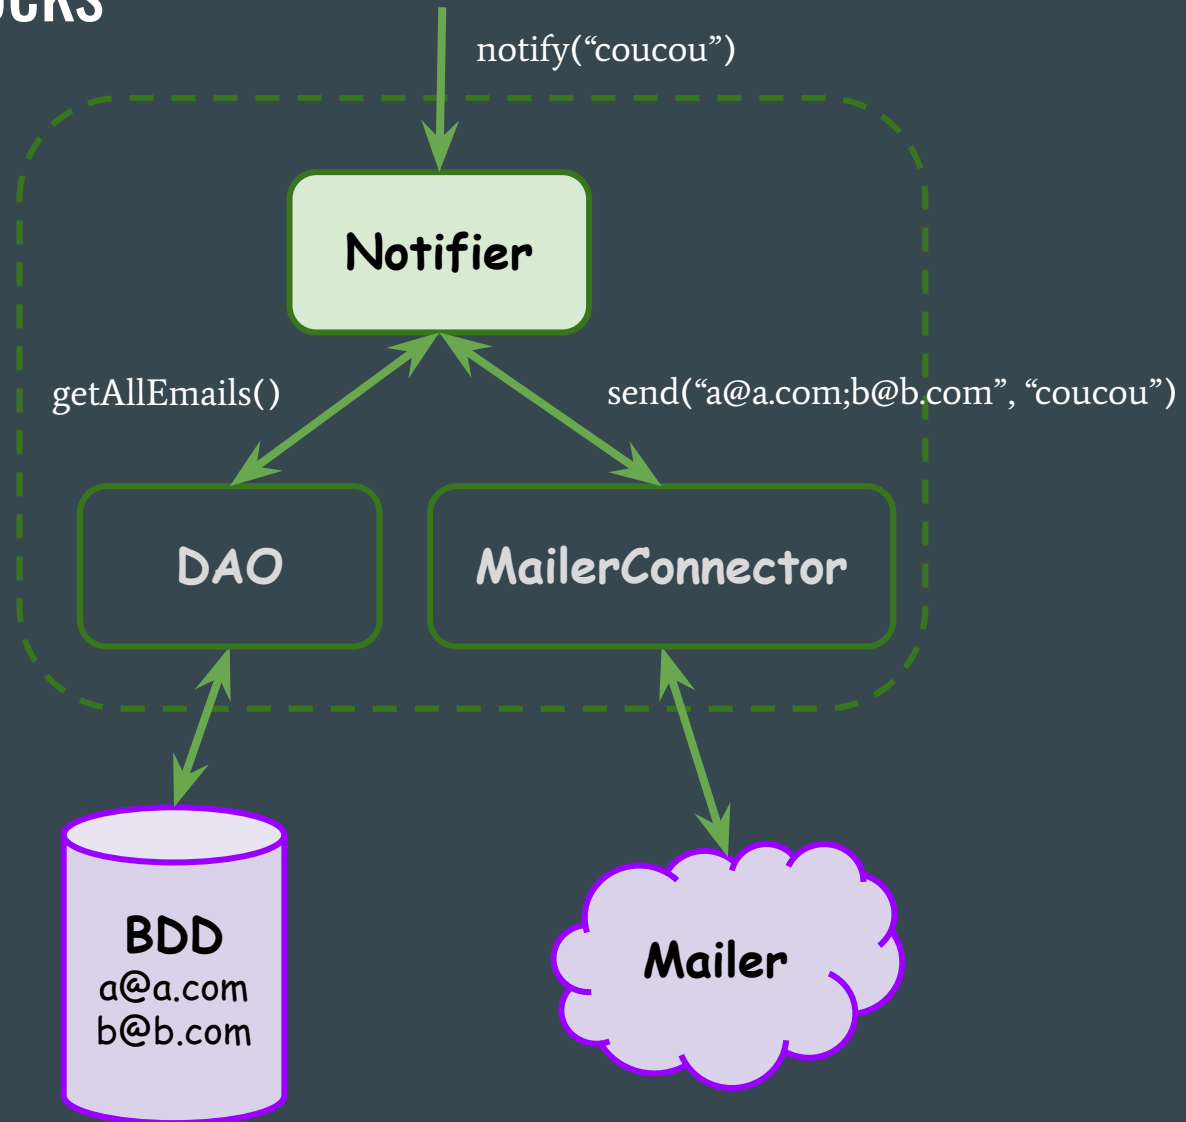 notify(“coucou”)
Notifier
getAllEmails()
send(“a@a.com;b@b.com”, “coucou”)
DAO
MailerConnector
BDD
a@a.com
b@b.com
Mailer